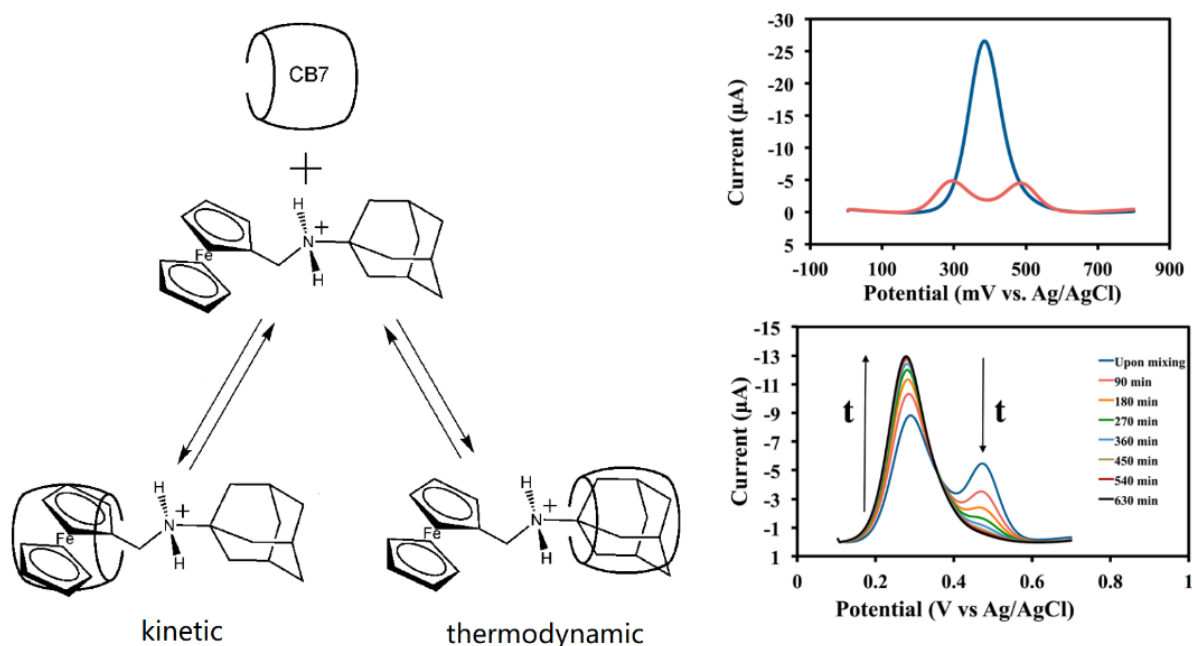 CB7
+
H
N
+
H
Fe
H
N
+
H
Fe
kinetic
H
N
+
H
Fe
thermodynamic
-30
-25
-20
-15
-10
-5
0
5
Current (µA)
-100 100 300 500 700 900
Potential (mV vs. Ag/AgCl)
-15
-13
-11
-9
-7
-5
-3
-1
1
Current (µA)
t
t
Upon mixing
90 min
180 min
270 min
360 min
450 min
540 min
630 min
0 0.2 0.4 0.6 0.8 1
Potential (V vs Ag/AgCl)